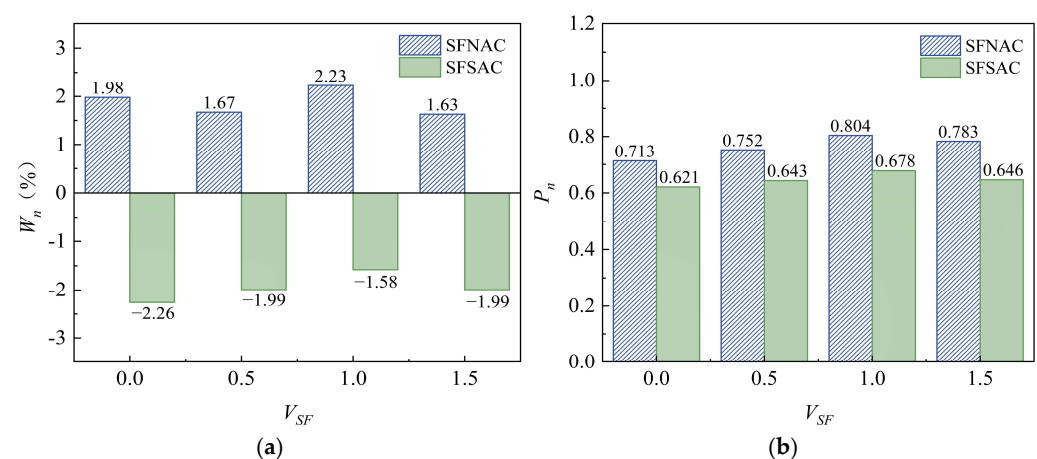 SFNAC
SFSAC
3
2
1
0
-1
-2
-3
W_n（%）
1.98
1.67
2.23
1.63
−2.26
−1.99
−1.58
−1.99
0.0 0.5 1.0 1.5
V_SF
(a)
SFNAC
SFSAC
1.2
1.0
0.8
0.6
0.4
0.2
0.0
P_n
0.713
0.621
0.752
0.643
0.804
0.678
0.783
0.646
0.0 0.5 1.0 1.5
V_SF
(b)